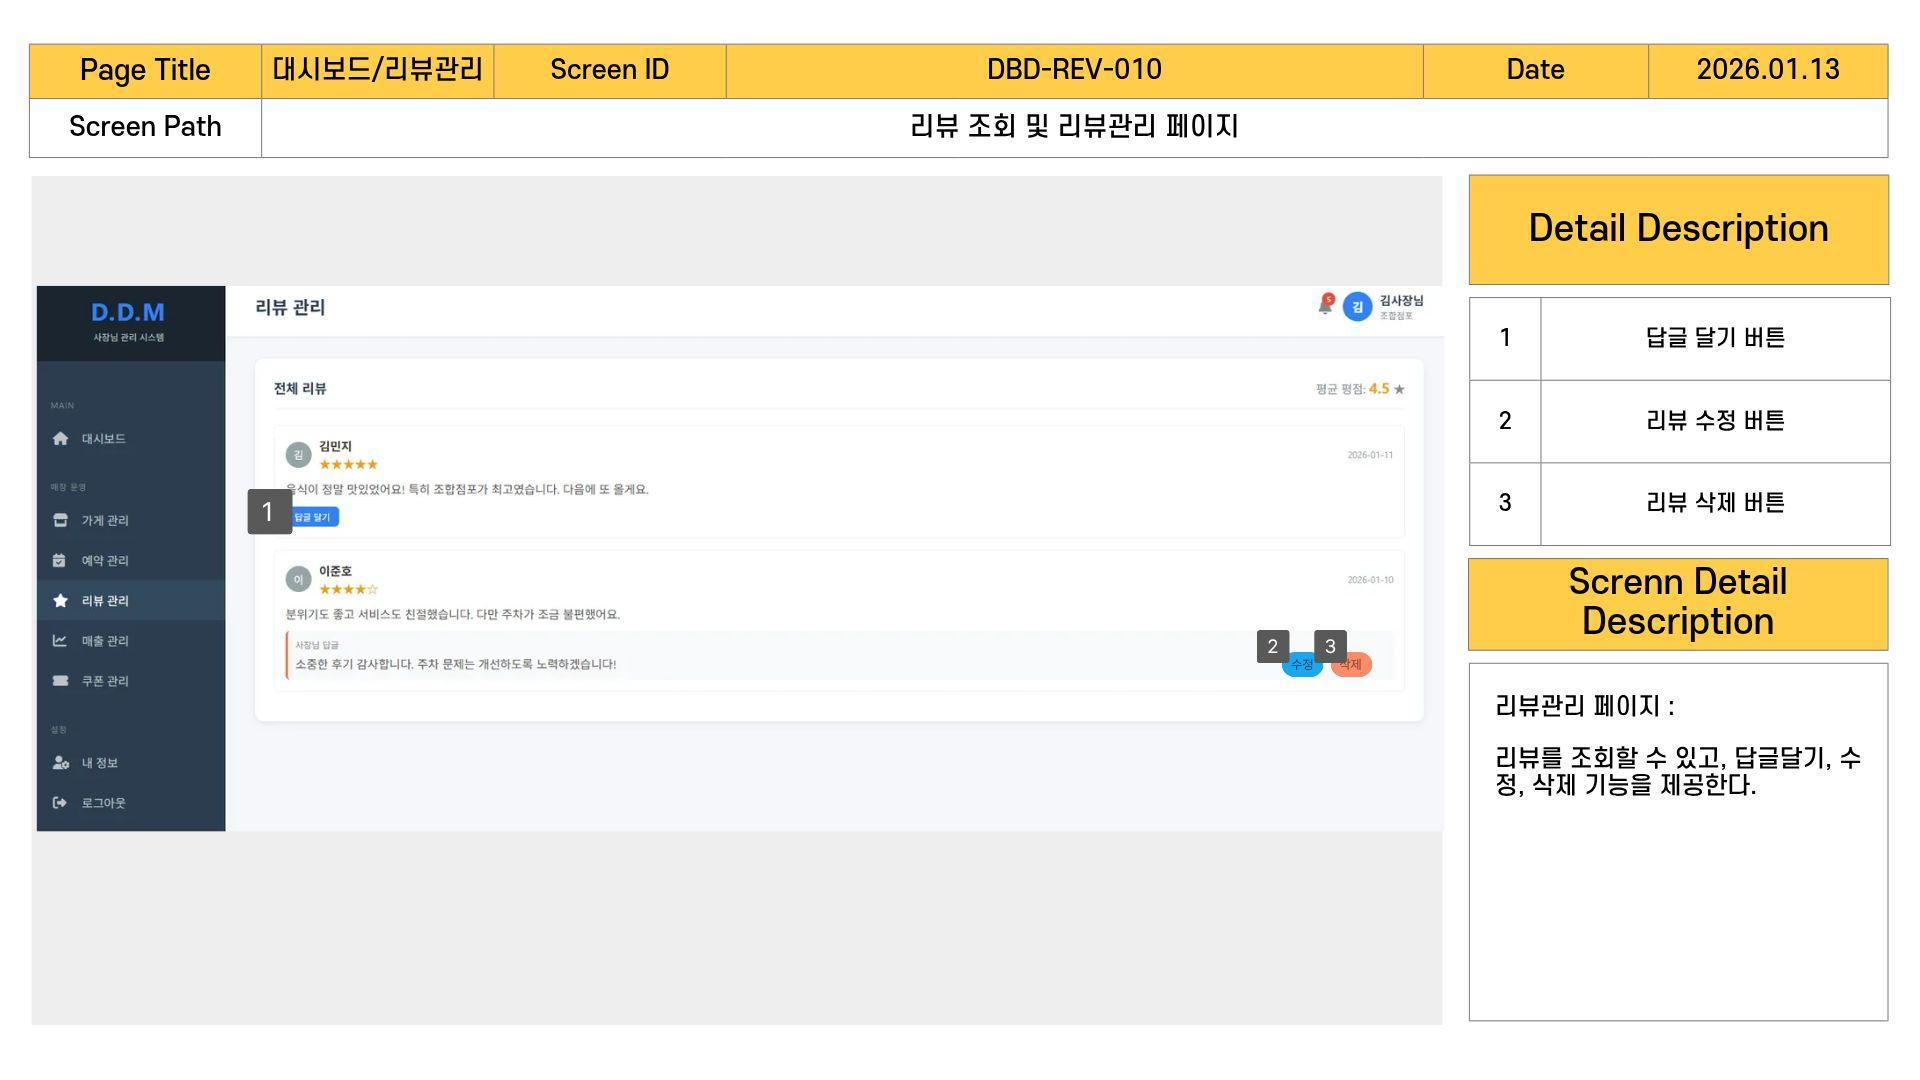 Page Title 대시보드/리뷰관리 Screen ID DBD-REV-010 Date 2026.01.13
Screen Path 리뷰 조회 및 리뷰관리 페이지
D.D.M
사장님 관리 시스템
MAIN
대시보드
매장 운영
가게 관리
예약 관리
리뷰 관리
매출 관리
쿠폰 관리
설정
내 정보
로그아웃
리뷰 관리
5
김
김사장님
조합점포
전체 리뷰
평균 평점: 4.5 ★
김
김민지
★★★★★
2026-01-11
음식이 정말 맛있었어요! 특히 조합점포가 최고였습니다. 다음에 또 올게요.
1
답글 달기
이
이준호
★★★★☆
2026-01-10
분위기도 좋고 서비스도 친절했습니다. 다만 주차가 조금 불편했어요.
사장님 답글
소중한 후기 감사합니다. 주차 문제는 개선하도록 노력하겠습니다!
2 3
수정 삭제
Detail Description
1 답글 달기 버튼
2 리뷰 수정 버튼
3 리뷰 삭제 버튼
Screnn Detail
Description
리뷰관리 페이지 :
리뷰를 조회할 수 있고, 답글달기, 수
정, 삭제 기능을 제공한다.